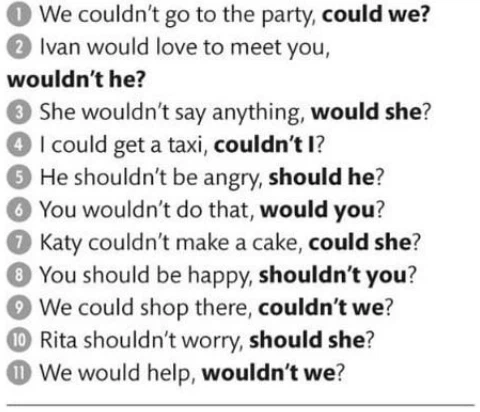 1 We couldn't go to the party, could we?
2 Ivan would love to meet you,
wouldn't he?
3 She wouldn't say anything, would she?
4 I could get a taxi, couldn't I?
5 He shouldn't be angry, should he?
6 You wouldn't do that, would you?
7 Katy couldn't make a cake, could she?
8 You should be happy, shouldn't you?
9 We could shop there, couldn't we?
10 Rita shouldn't worry, should she?
11 We would help, wouldn't we?